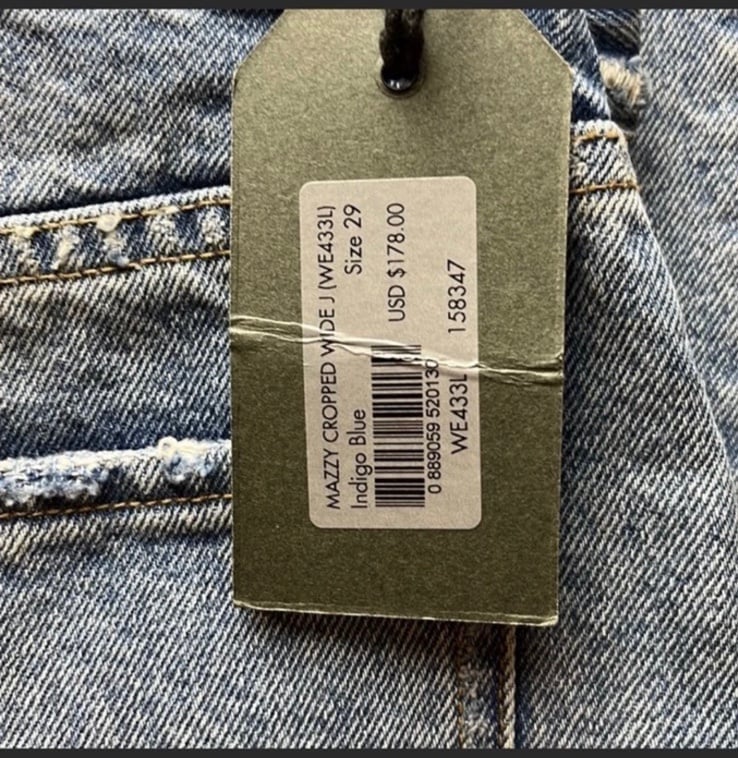 MAZZY CROPPED WIDE J (WE433L)
Indigo Blue Size 29
USD $178.00
0 889059 520130
WE433L 158347